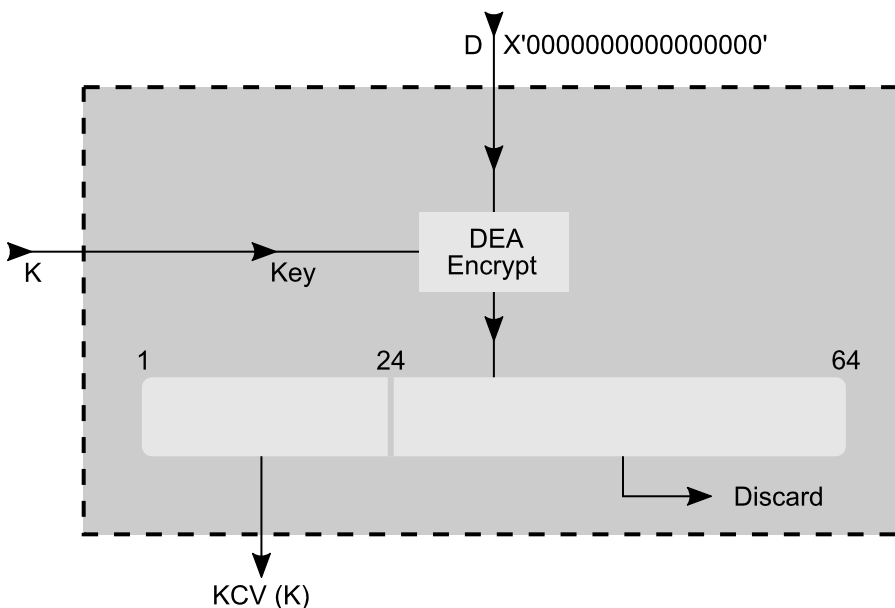 D X'0000000000000000'
DEA
Encrypt
K
Key
1 24 64
Discard
KCV (K)